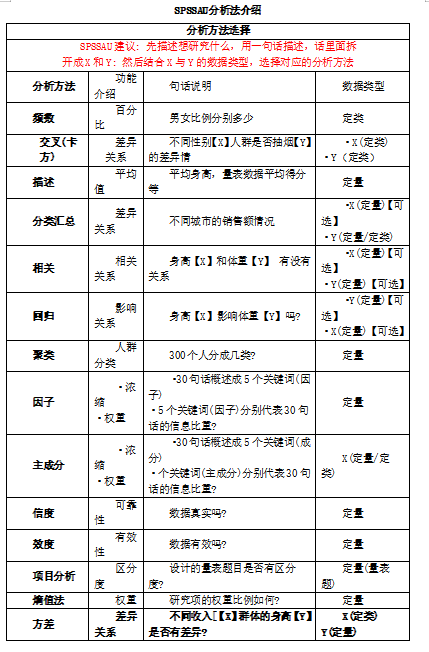 SPSSAU分析法介绍
分析方法选择
SPSSAU建议: 先描述想研究什么, 用一句话描述, 话里面拆
开成 X 和 Y: 然后结合 X 与 Y 的数据类型, 选择对应的分析方法
分析方法 功能介绍 一句话说明 数据类型
频数 百分比 男女比例分别多少 定类
交叉(卡方) 差异关系 不同性别【X】人群是否抽烟【Y】的差异情 ·X(定类) ·Y (定类)
描述 平均值 平均身高, 量表数据平均得分等 定量
分类汇总 差异关系 不同城市的销售额情况 ·X(定量)【可选】 ·Y(定量/定类)
相关 相关关系 身高【X】和体重【Y】 有没有关系 ·X(定量)【可选】 ·Y(定量)【可选】
回归 影响关系 身高【X】影响体重【Y】吗? ·Y(定量)【可选】 ·X(定量)【可选】
聚类 人群分类 300个人分成几类? 定量
因子 ·浓缩 ·权重 ·30句话概述成5个关键词(因子) ·5个关键词(因子)分别代表30句话的信息比重? 定量
主成分 ·浓缩 ·权重 ·30句话概述成5个关键词(成分) ·个关键词(主成分)分别代表30句话的信息比重? X(定量/定类)
信度 可靠性 数据真实吗? 定量
效度 有效性 数据有效吗? 定量
项目分析 区分度 设计的量表题目是否有区分度? 定量(量表题)
熵值法 权重 研究项的权重比例如何? 定量
方差 差异关系 不同收入[【X】群体的身高【Y】是否有差异? X(定类) Y(定量)